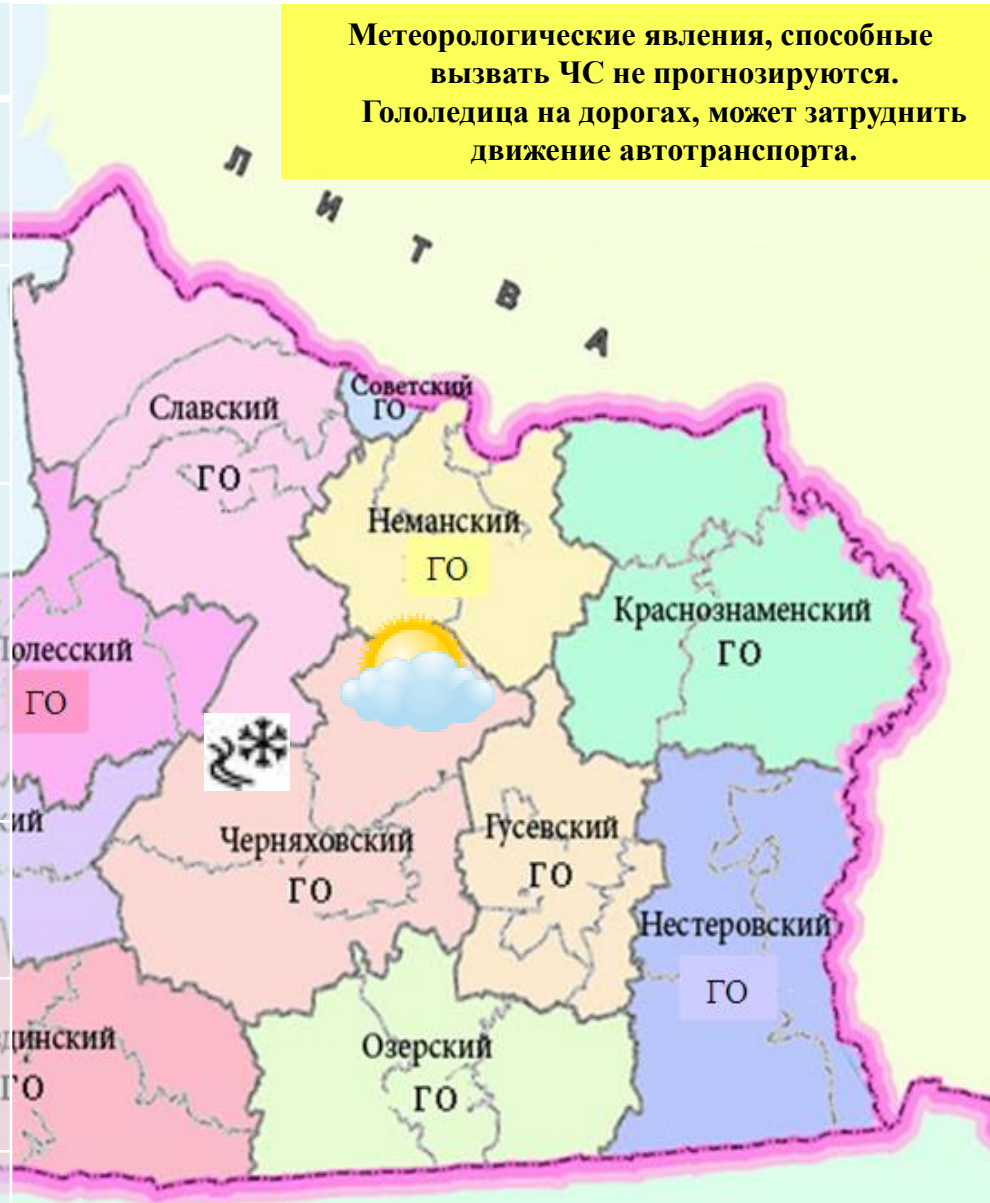 Метеорологические явления, способные
вызвать ЧС не прогнозируются.
Гололедица на дорогах, может затруднить
движение автотранспорта.
ЛИТВА
Советский
ГО
Славский
ГО
Неманский
ГО
Краснознаменский
ГО
олесский
ГО
кий
Черняховский
ГО
Гусевский
ГО
Нестеровский
ГО
динский
ГО
Озерский
ГО